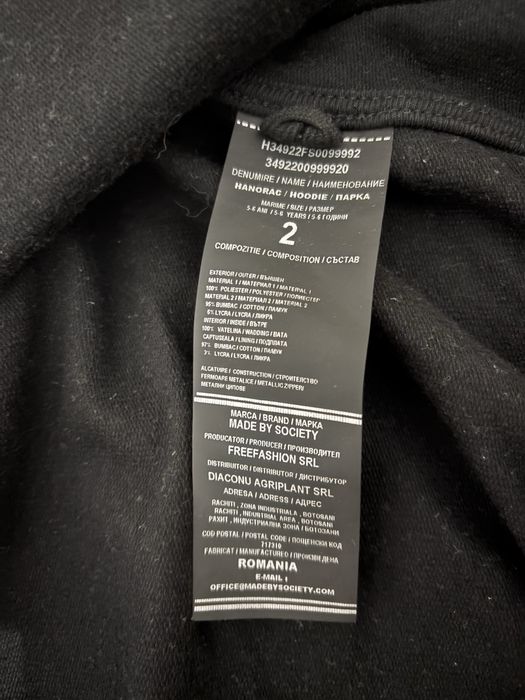 H34922FS0099992
3492200999920
DENUMIRE / NAME / НАИМЕНОВАНИЕ
HANORAC / HOODIE / ПАРКА
MARIME / SIZE / РАЗМЕР
5-6 ANI / 5-6 YEARS / 5-6 ГОДИНИ
2
COMPOZITIE / COMPOSITION / СЪСТАВ
EXTERIOR / OUTER / ВЪНШЕН
MATERIAL 1 / МАТЕРИАЛ 1 / MATERIAL 1
100% POLIESTER / POLYESTER / ПОЛИЕСТЕР
MATERIAL 2 / МАТЕРИАЛ 2 / MATERIAL 2
95% BUMBAC / COTTON / ПАМУК
5% LYCRA / LYCRA / ЛИКРА
INTERIOR / INSIDE / ВЪТРЕ
100% VATELINA / WADDING / ВАТА
CAPTUSEALA / LINING / ПОДПЛАТА
97% BUMBAC / COTTON / ПАМУК
3% LYCRA / LYCRA / ЛИКРА
ALCATURE / CONSTRUCTION / СТРОИТЕЛСТВО
FERMOARE METALICE / METALLIC ZIPPERI
МЕТАЛНИ ЦИПОВЕ
MARCA / BRAND / МАРКА
MADE BY SOCIETY
PRODUCATOR / PRODUCER / ПРОИЗВОДИТЕЛ
FREEFASHION SRL
DISTRIBUITOR / DISTRIBUTOR / ДИСТРИБУТОР
DIACONU AGRIPLANT SRL
ADRESA / ADRESS / АДРЕС
RACHITI , ZONA INDUSTRIALA , BOTOSANI
RACHITI , INDUSTRIAL AREA , BOTOSANI
РАХИТ , ИНДУСТРИАЛНА ЗОНА / БОТОЗАНИ
COD POSTAL / POSTAL CODE / ПОЩЕНСКИ КОД
717310
FABRICAT / MANUFACTURED / ПРОИЗВЕДЕНА
ROMANIA
E-MAIL :
OFFICE@MADEBYSOCIETY.COM